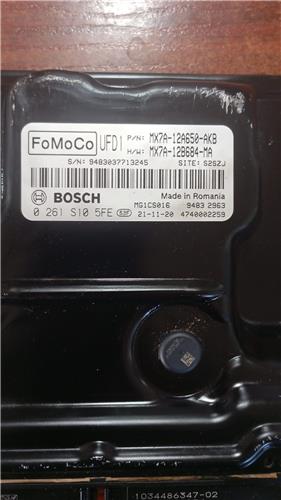 FoMoCo UFD1 P/N: MX7A-12A650-AKB
H/W: MX7A-12B684-MA
S/N: 9483037713245 SITE: S2SZJ
BOSCH Made in Romania
MG1CS016 9483 2963
0 261 S10 5FE 21-11-20 4740002259
1034486347-02